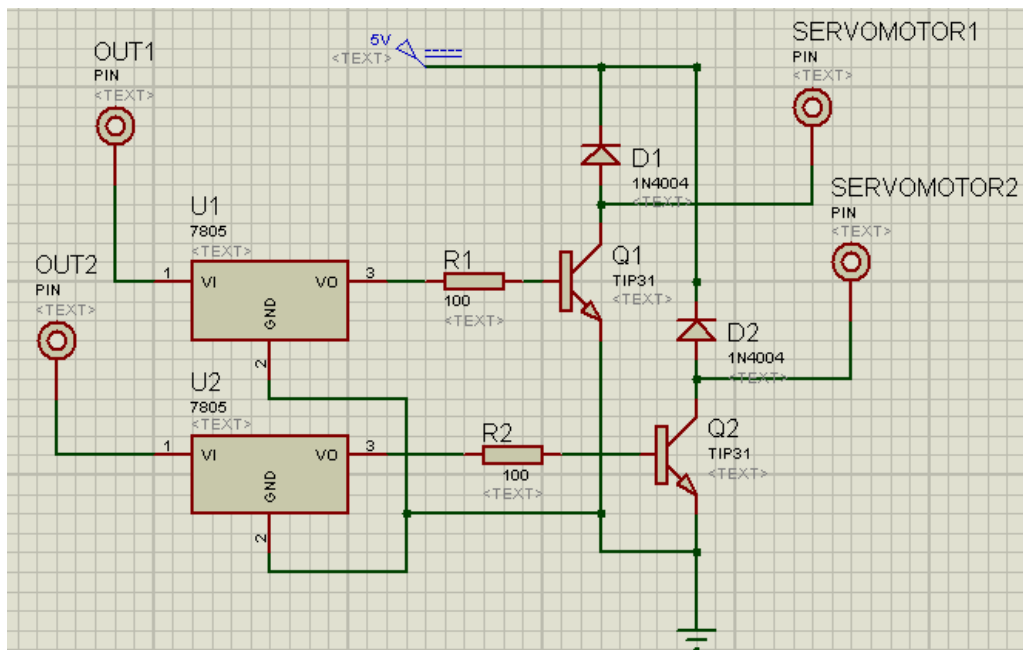 OUT1
PIN
<TEXT>
5V
<TEXT>
SERVOMOTOR1
PIN
<TEXT>
D1
1N4004
<TEXT>
SERVOMOTOR2
PIN
<TEXT>
U1
7805
<TEXT>
1
VI
VO
3
GND
2
R1
100
<TEXT>
Q1
TIP31
<TEXT>
OUT2
PIN
<TEXT>
D2
1N4004
<TEXT>
U2
7805
<TEXT>
1
VI
VO
3
GND
2
R2
100
<TEXT>
Q2
TIP31
<TEXT>